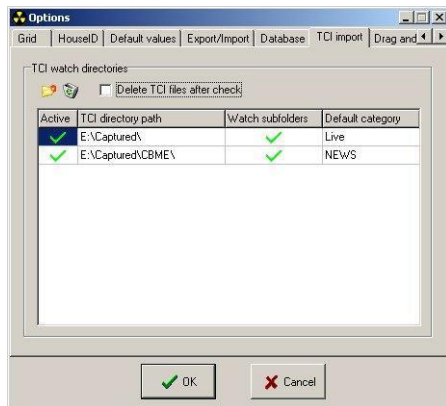 Options
Grid HouseID Default values Export/Import Database TCI import Drag and
TCI watch directories
Delete TCI files after check
Active TCI directory path Watch subfolders Default category
E:\Captured\ Live
E:\Captured\CBME\ NEWS
OK Cancel